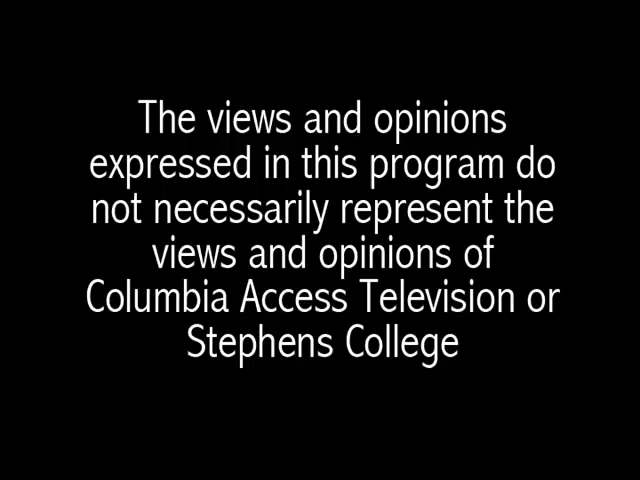 The views and opinions
expressed in this program do
not necessarily represent the
views and opinions of
Columbia Access Television or
Stephens College